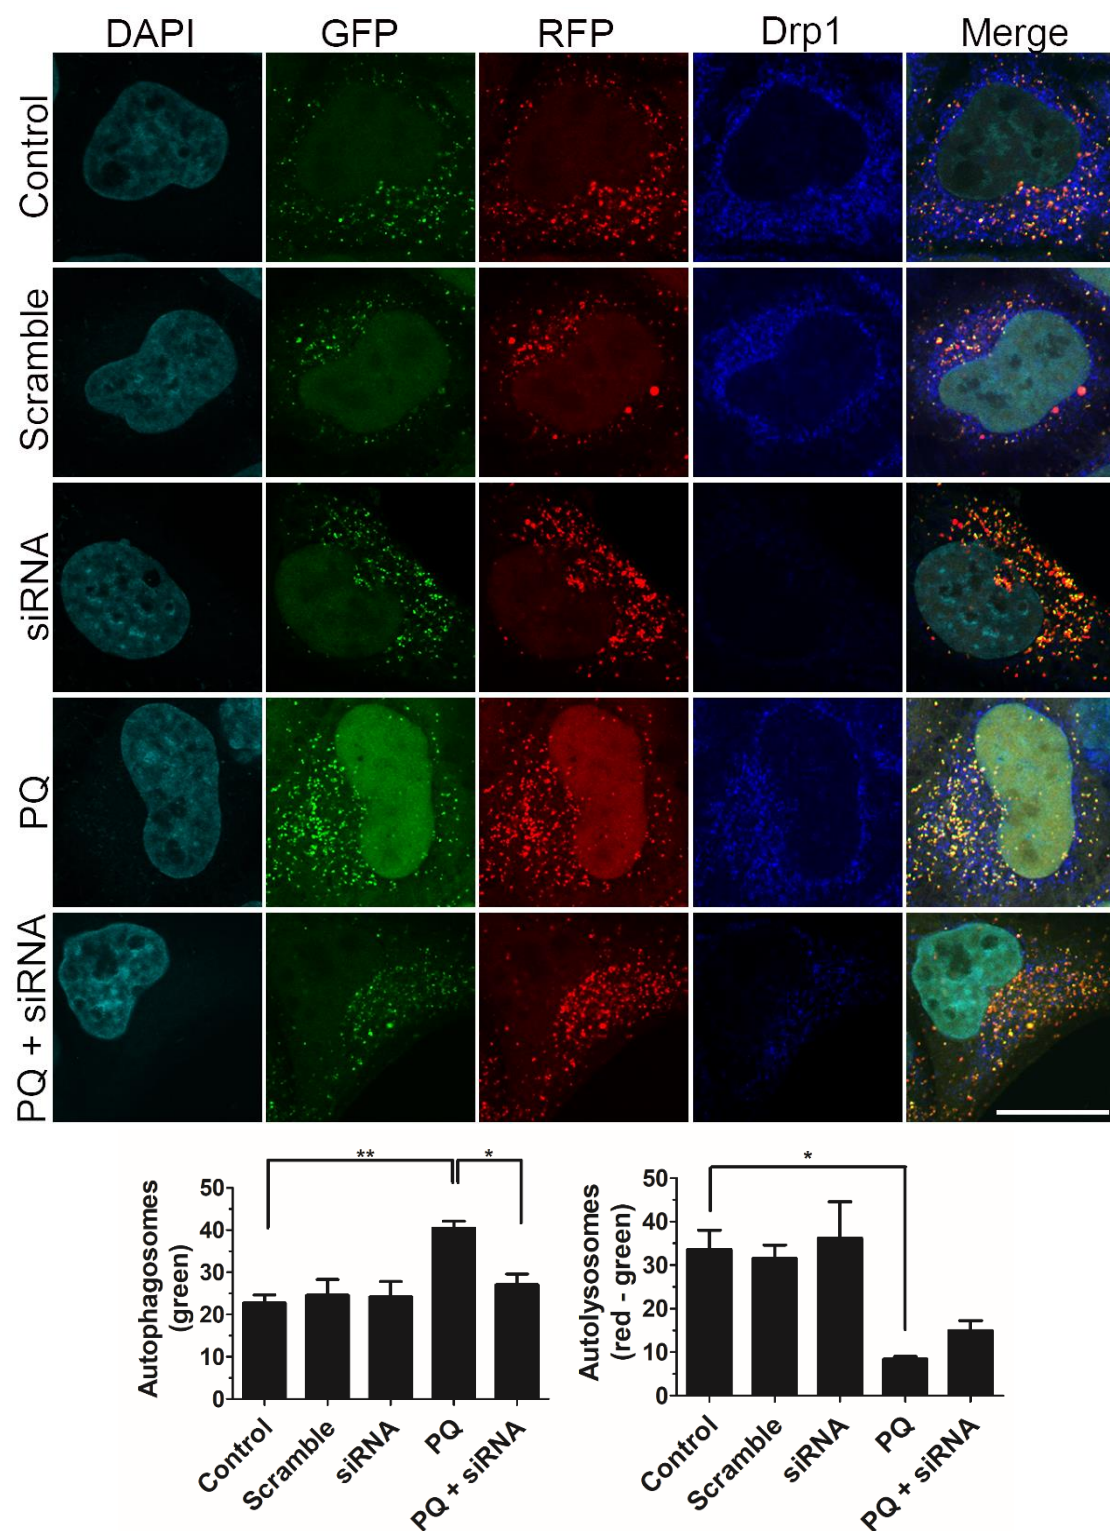 DAPI GFP RFP Drp1 Merge
Control
Scramble
siRNA
PQ
PQ + siRNA
** *
50
40
30
20
10
0
Autophagosomes
(green)
Control
Scramble
siRNA
PQ
PQ + siRNA
*
50
40
30
20
10
0
Autolysosomes
(red - green)
Control
Scramble
siRNA
PQ
PQ + siRNA